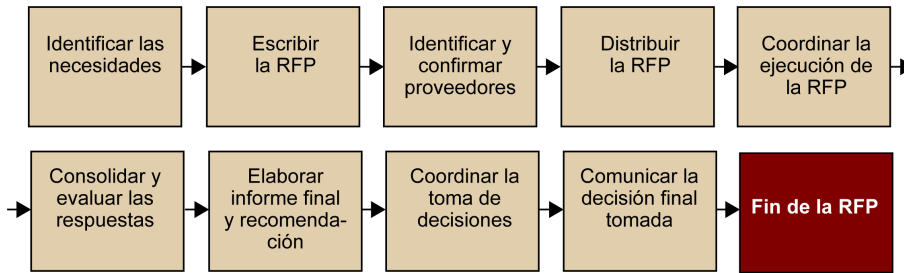 Identificar las
necesidades
Escribir
la RFP
Identificar y
confirmar
proveedores
Distribuir
la RFP
Coordinar la
ejecución de
la RFP
Consolidar y
evaluar las
respuestas
Elaborar
informe final
y recomenda-
ción
Coordinar la
toma de
decisiones
Comunicar la
decisión final
tomada
Fin de la RFP